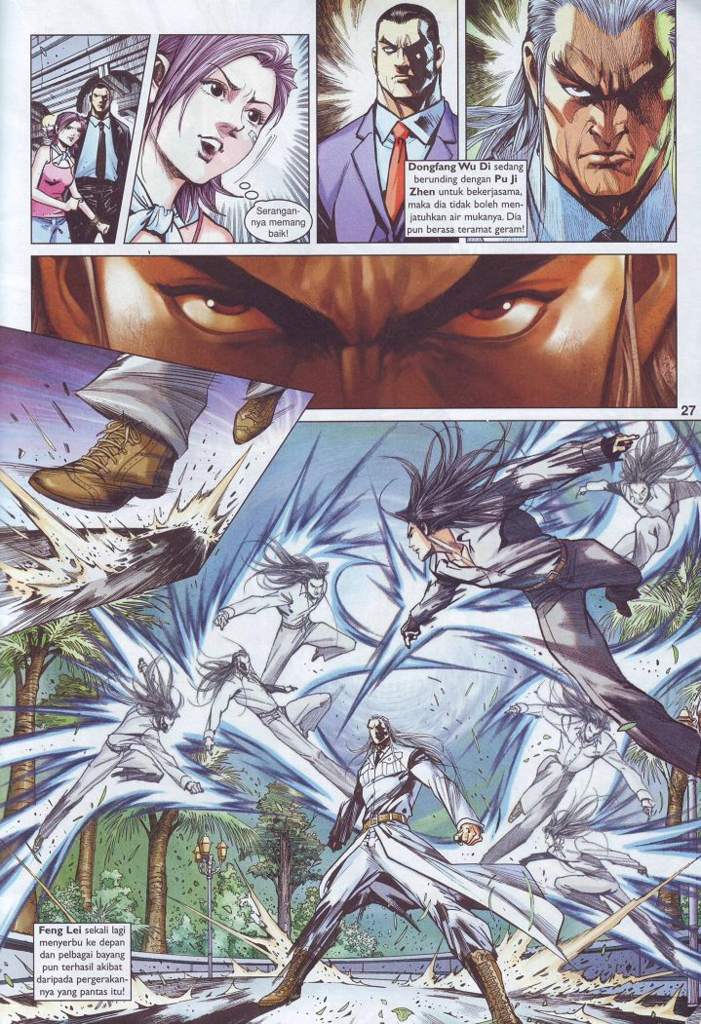 Serangan-
nya memang
baik!
Dongfang Wu Di sedang
berunding dengan Pu Ji
Zhen untuk bekerjasama,
maka dia tidak boleh men-
jatuhkan air mukanya. Dia
pun berasa teramat geram!
27
Feng Lei sekali lagi
menyerbu ke depan
dan pelbagai bayang
pun terhasil akibat
daripada pergerakan-
nya yang pantas itu!